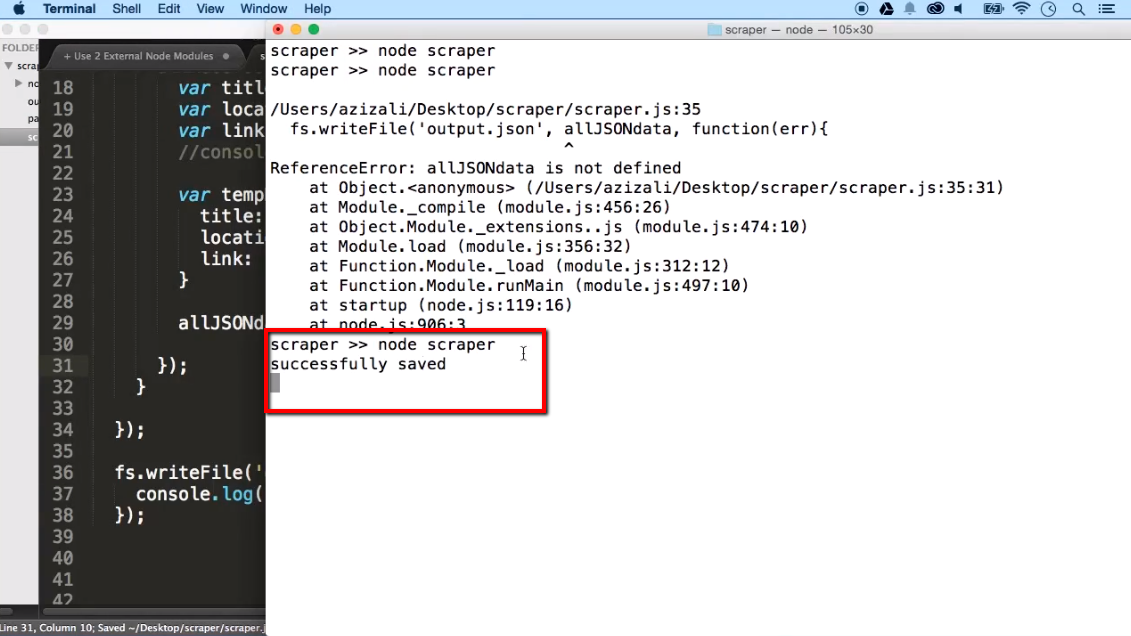 Terminal Shell Edit View Window Help
scraper — node — 105×30
FOLDER
+ Use 2 External Node Modules
scraper >> node scraper
scraper >> node scraper
/Users/azizali/Desktop/scraper/scraper.js:35
fs.writeFile('output.json', allJSONdata, function(err){
^
ReferenceError: allJSONdata is not defined
at Object.<anonymous> (/Users/azizali/Desktop/scraper/scraper.js:35:31)
at Module._compile (module.js:456:26)
at Object.Module._extensions..js (module.js:474:10)
at Module.load (module.js:356:32)
at Function.Module._load (module.js:312:12)
at Function.Module.runMain (module.js:497:10)
at startup (node.js:119:16)
at node.js:906:3
scraper >> node scraper
successfully saved
18 var titl
19 var loca
20 var link
21 //consol
22
23 var temp
24 title:
25 locati
26 link:
27 }
28
29 allJSONd
30
31 });
32 }
33
34 });
35
36 fs.writeFile('
37 console.log(
38 });
39
40
41
42
Line 31, Column 10; Saved ~/Desktop/scraper/scraper.j